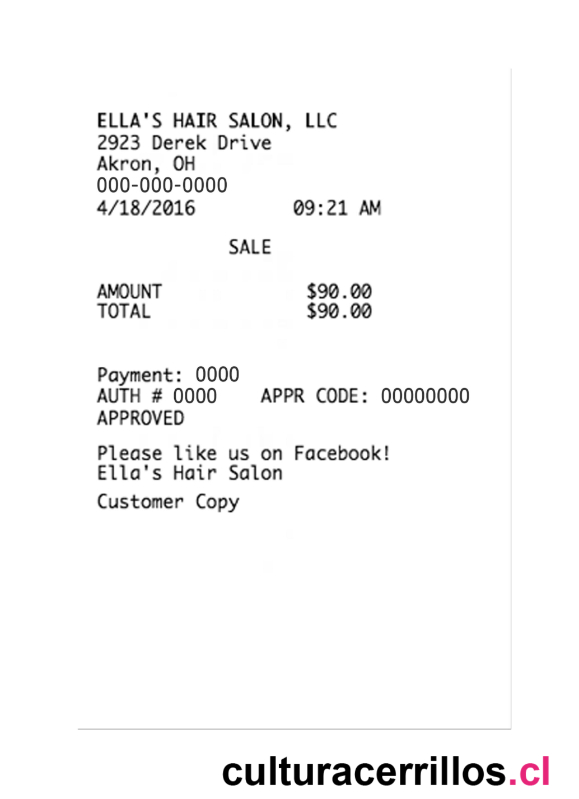 ELLA'S HAIR SALON, LLC
2923 Derek Drive
Akron, OH
000-000-0000
4/18/2016 09:21 AM
SALE
AMOUNT $90.00
TOTAL $90.00
Payment: 0000
AUTH # 0000 APPR CODE: 00000000
APPROVED
Please like us on Facebook!
Ella's Hair Salon
Customer Copy
culturacerrillos.cl